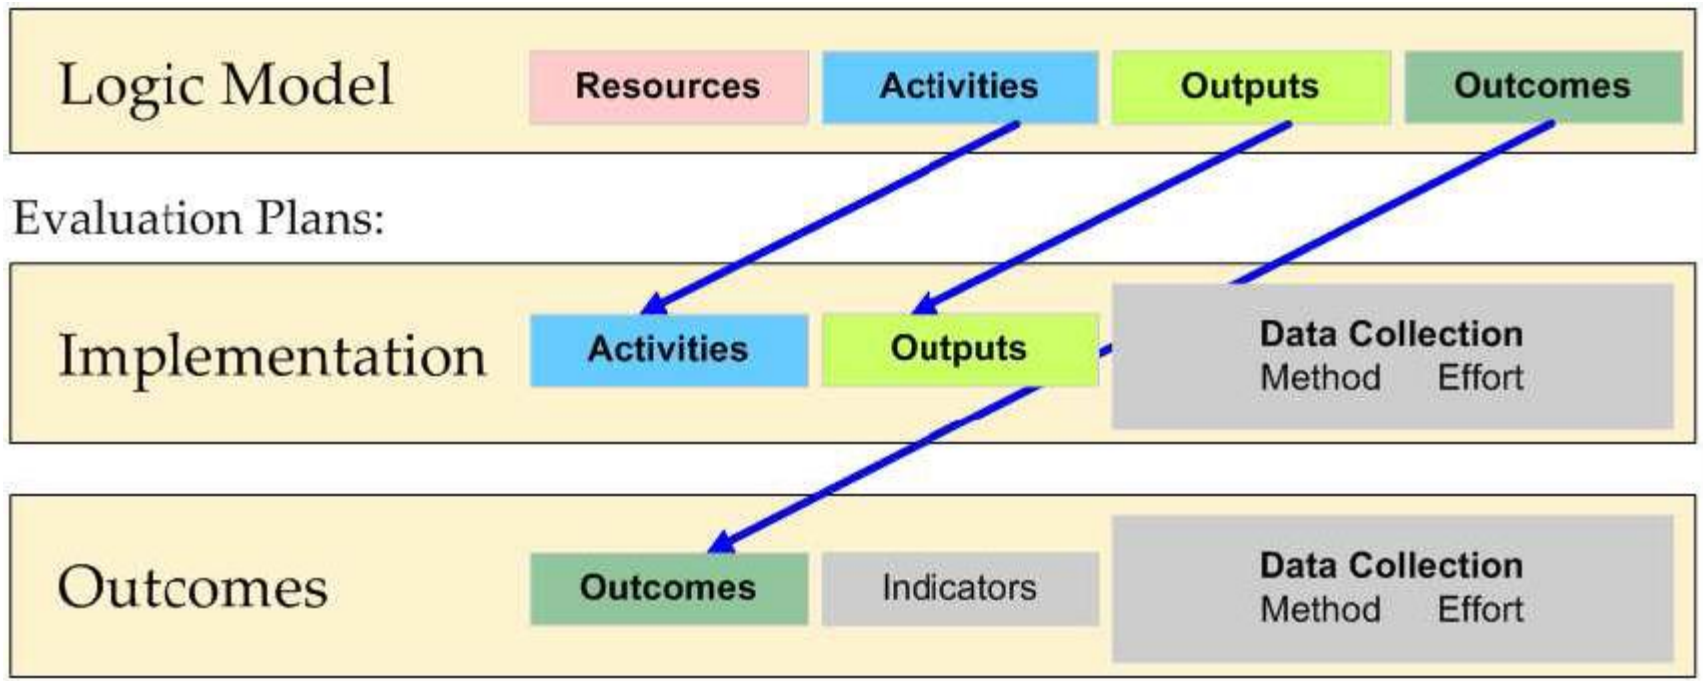 Logic Model
Resources
Activities
Outputs
Outcomes
Evaluation Plans:
Implementation
Activities
Outputs
Data Collection
Method Effort
Outcomes
Outcomes
Indicators
Data Collection
Method Effort